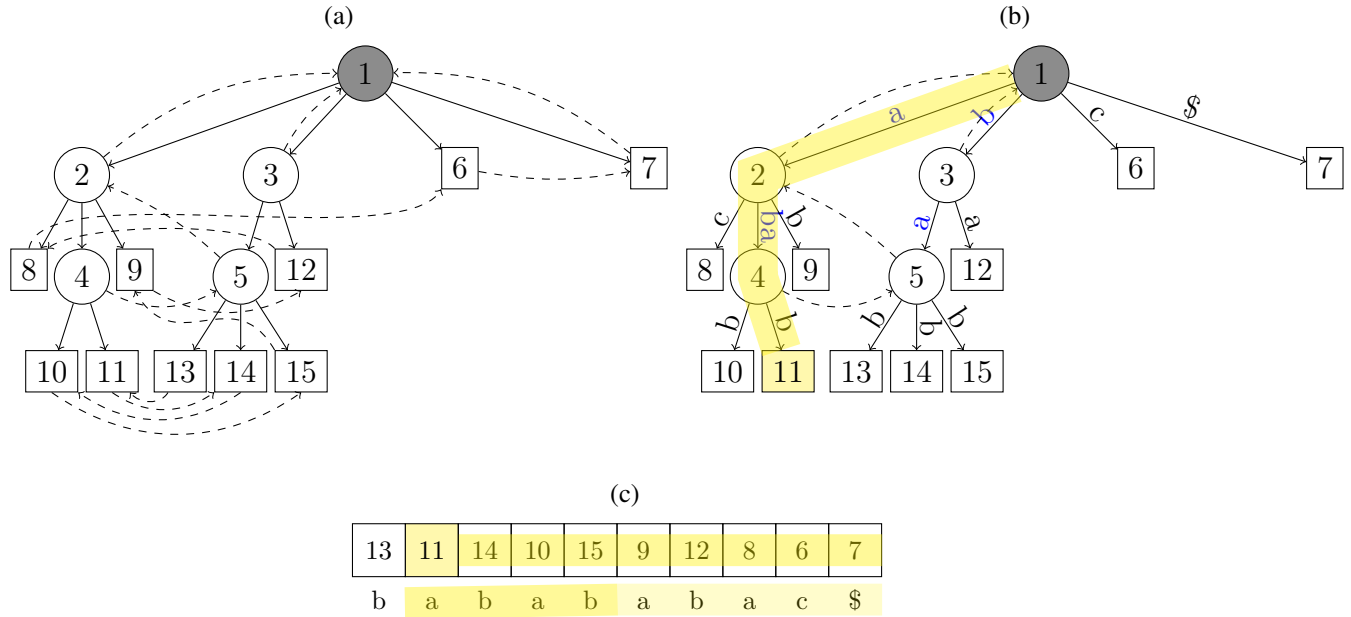 (a) (b)
1 1
a b c $
2 3 6 7 2 3 6 7
c ba b a a
8 4 9 5 12 8 4 9 5 12
b b b b b
10 11 13 14 15 10 11 13 14 15
(c)
13 11 14 10 15 9 12 8 6 7
b a b a b a b a c $